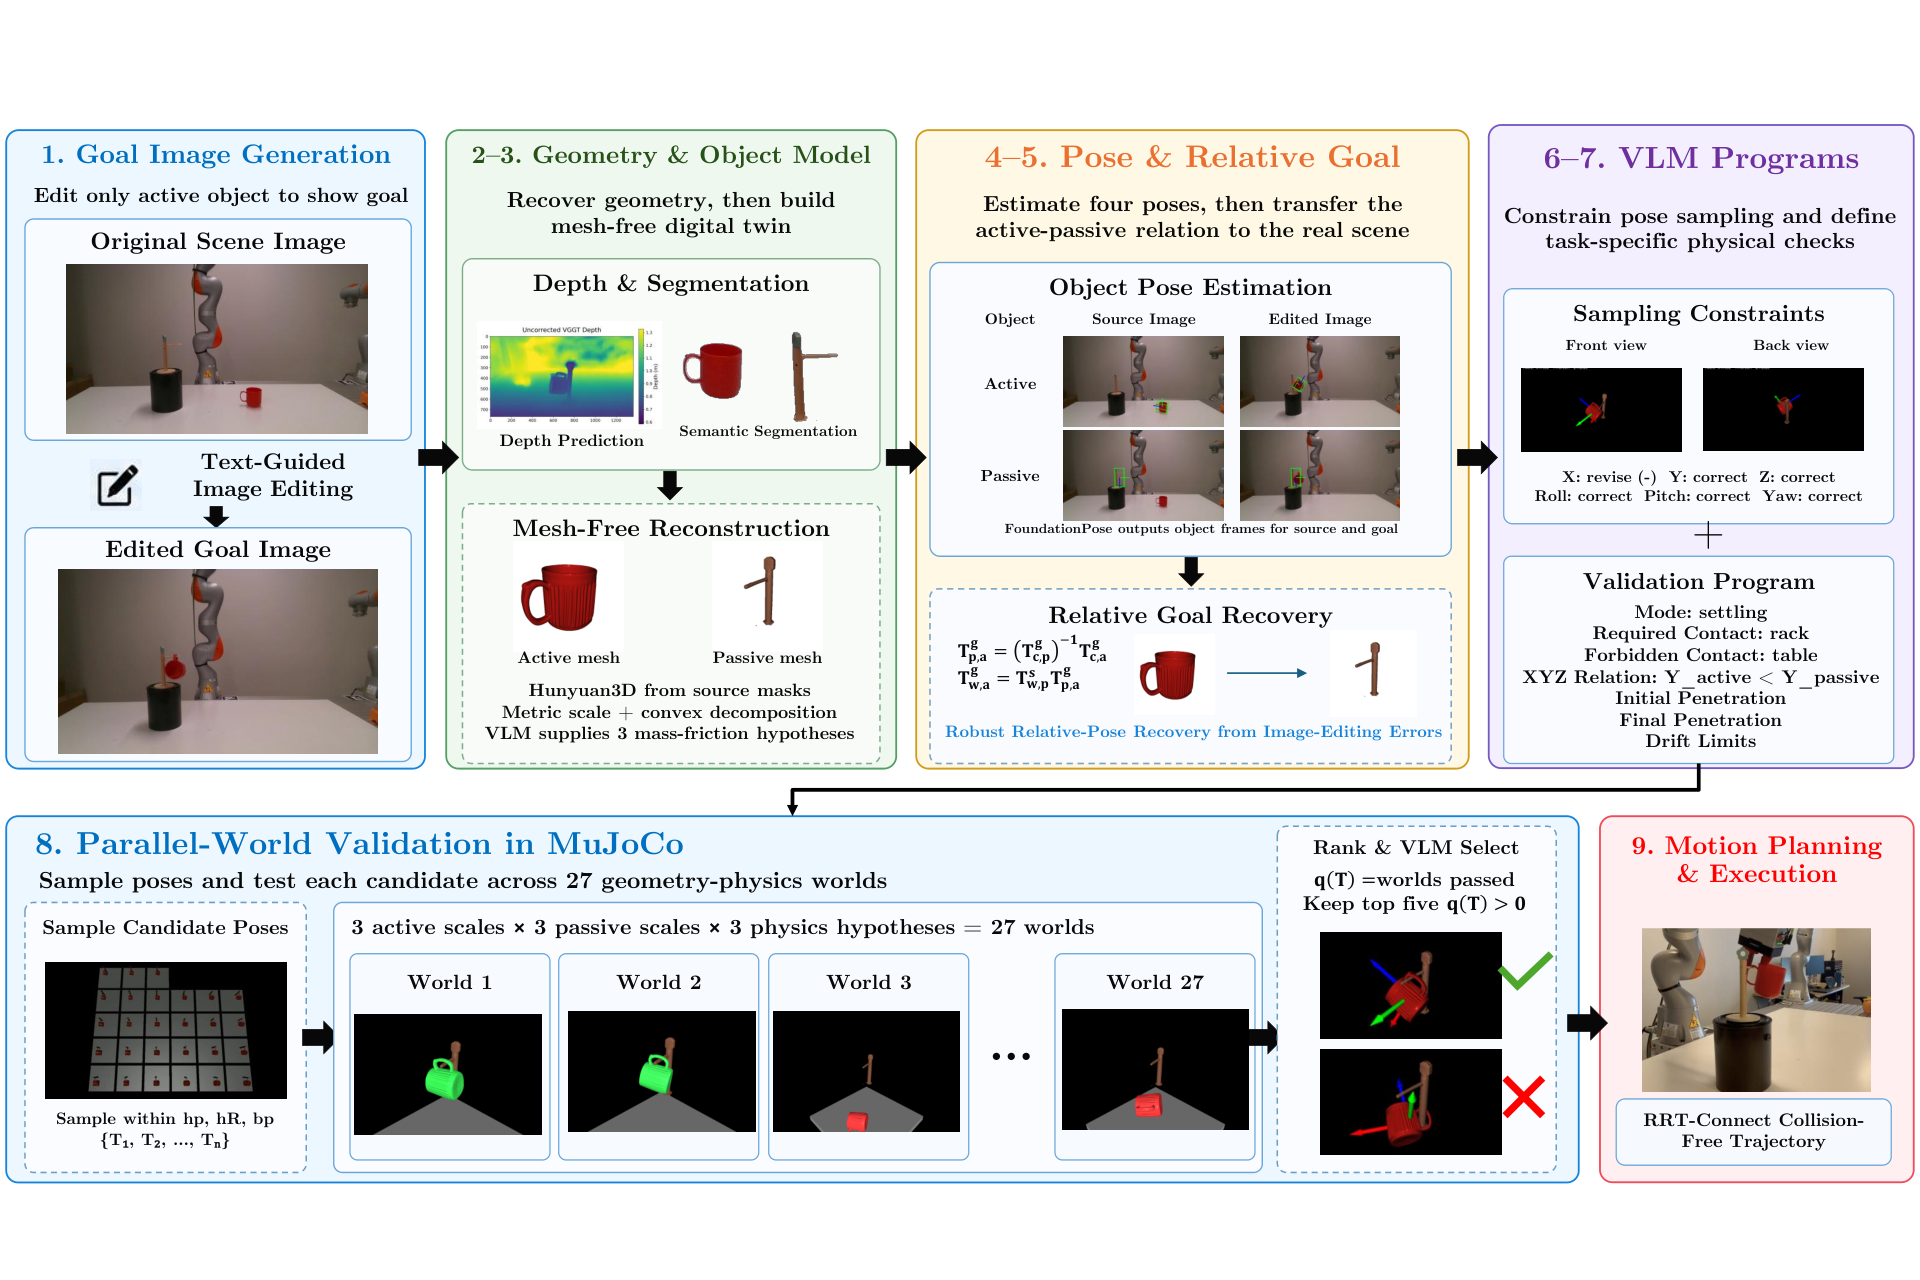 1. Goal Image Generation
Edit only active object to show goal
Original Scene Image
Text-Guided
Image Editing
Edited Goal Image
2–3. Geometry & Object Model
Recover geometry, then build
mesh-free digital twin
Depth & Segmentation
Uncorrected VGGT Depth
Depth (m)
Depth Prediction
Semantic Segmentation
Mesh-Free Reconstruction
Active mesh
Passive mesh
Hunyuan3D from source masks
Metric scale + convex decomposition
VLM supplies 3 mass-friction hypotheses
4–5. Pose & Relative Goal
Estimate four poses, then transfer the
active-passive relation to the real scene
Object Pose Estimation
Object Source Image Edited Image
Active
Passive
FoundationPose outputs object frames for source and goal
Relative Goal Recovery
T^g_{p,a} = (T^g_{c,p})^{−1} T^g_{c,a}
T^g_{w,a} = T^s_{w,p} T^g_{p,a}
Robust Relative-Pose Recovery from Image-Editing Errors
6–7. VLM Programs
Constrain pose sampling and define
task-specific physical checks
Sampling Constraints
Front view Back view
X: revise (-) Y: correct Z: correct
Roll: correct Pitch: correct Yaw: correct
+
Validation Program
Mode: settling
Required Contact: rack
Forbidden Contact: table
XYZ Relation: Y_active < Y_passive
Initial Penetration
Final Penetration
Drift Limits
8. Parallel-World Validation in MuJoCo
Sample poses and test each candidate across 27 geometry-physics worlds
Sample Candidate Poses
Sample within hp, hR, bp
{T₁, T₂, ..., Tₙ}
3 active scales × 3 passive scales × 3 physics hypotheses = 27 worlds
World 1
World 2
World 3
...
World 27
Rank & VLM Select
q(T) =worlds passed
Keep top five q(T) > 0
9. Motion Planning
& Execution
RRT-Connect Collision-
Free Trajectory